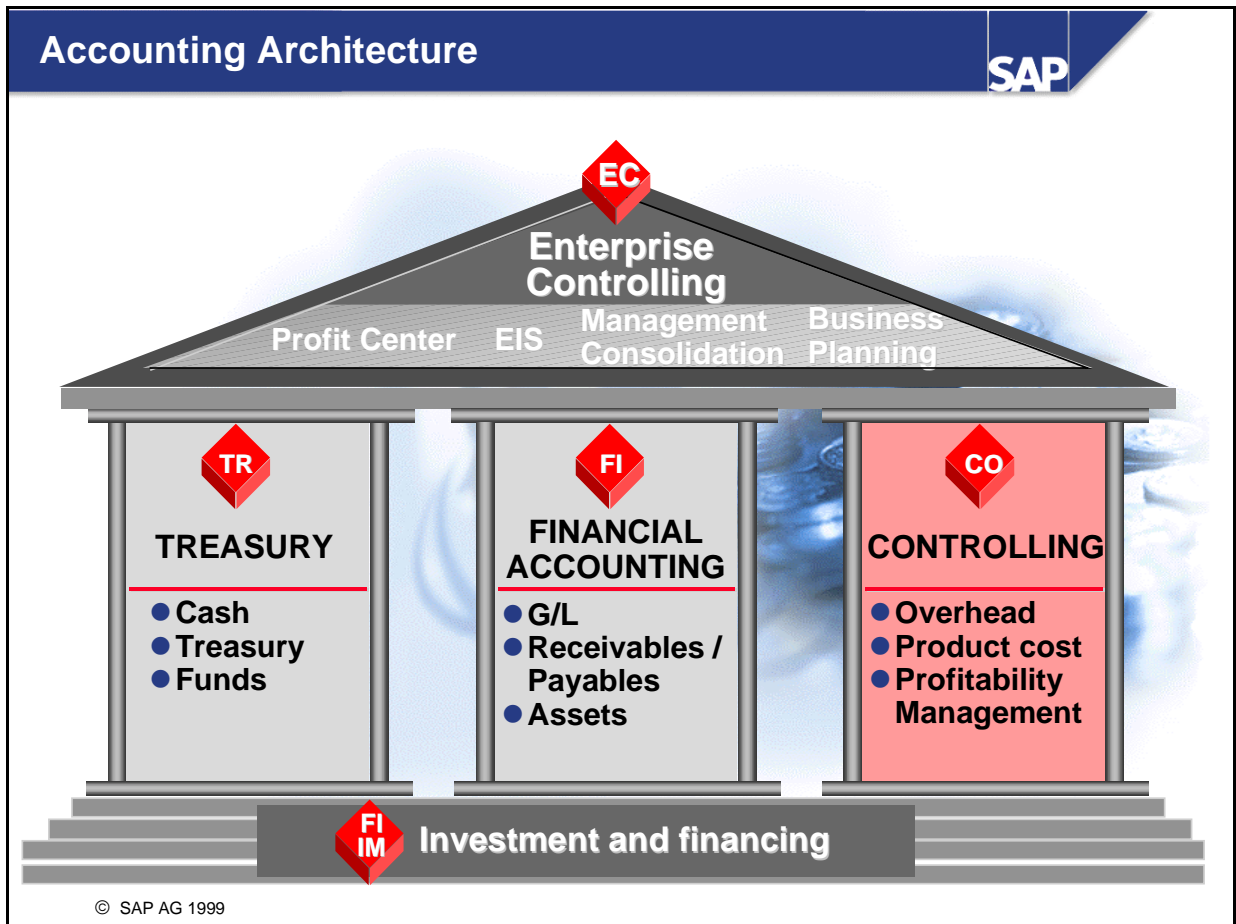 Accounting Architecture
SAP
EC
Enterprise
Controlling
Profit Center
EIS
Management
Consolidation
Business
Planning
TR
TREASURY
Cash
Treasury
Funds
FI
FINANCIAL
ACCOUNTING
G/L
Receivables /
Payables
Assets
CO
CONTROLLING
Overhead
Product cost
Profitability
Management
FI
IM
Investment and financing
© SAP AG 1999